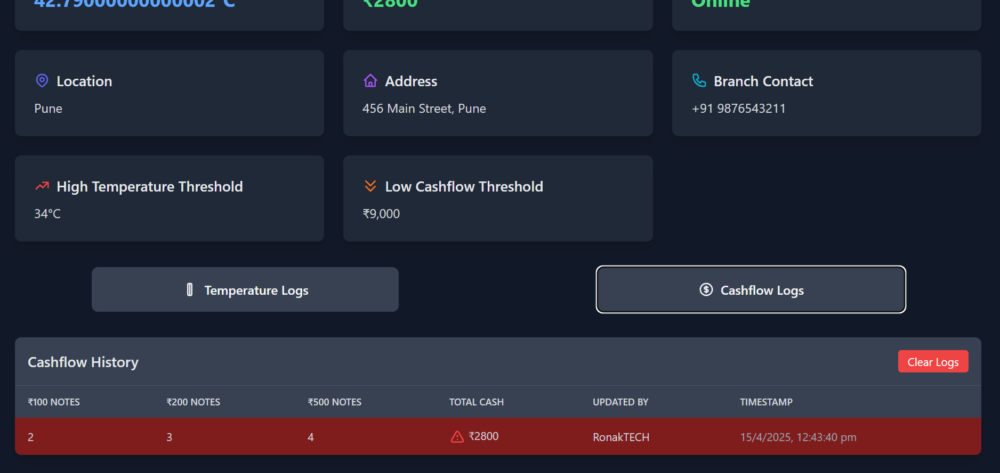 42.79000000000002°C
₹2800
Online
Location
Pune
Address
456 Main Street, Pune
Branch Contact
+91 9876543211
High Temperature Threshold
34°C
Low Cashflow Threshold
₹9,000
Temperature Logs
Cashflow Logs
Cashflow History
Clear Logs
₹100 NOTES ₹200 NOTES ₹500 NOTES TOTAL CASH UPDATED BY TIMESTAMP
2 3 4 ₹2800 RonakTECH 15/4/2025, 12:43:40 pm